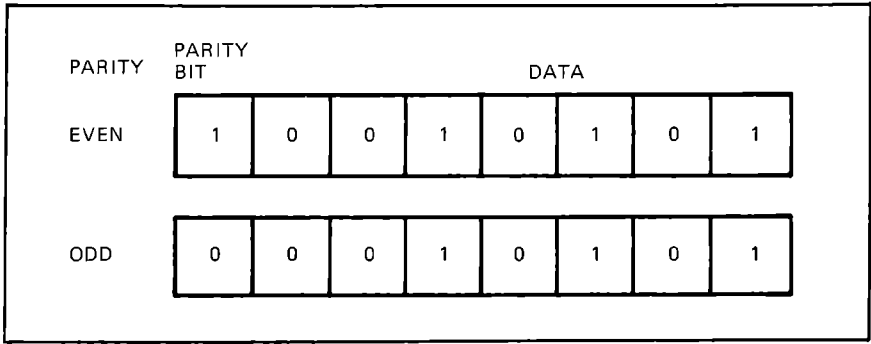 PARITY PARITY BIT DATA
EVEN 1 0 0 1 0 1 0 1
ODD 0 0 0 1 0 1 0 1